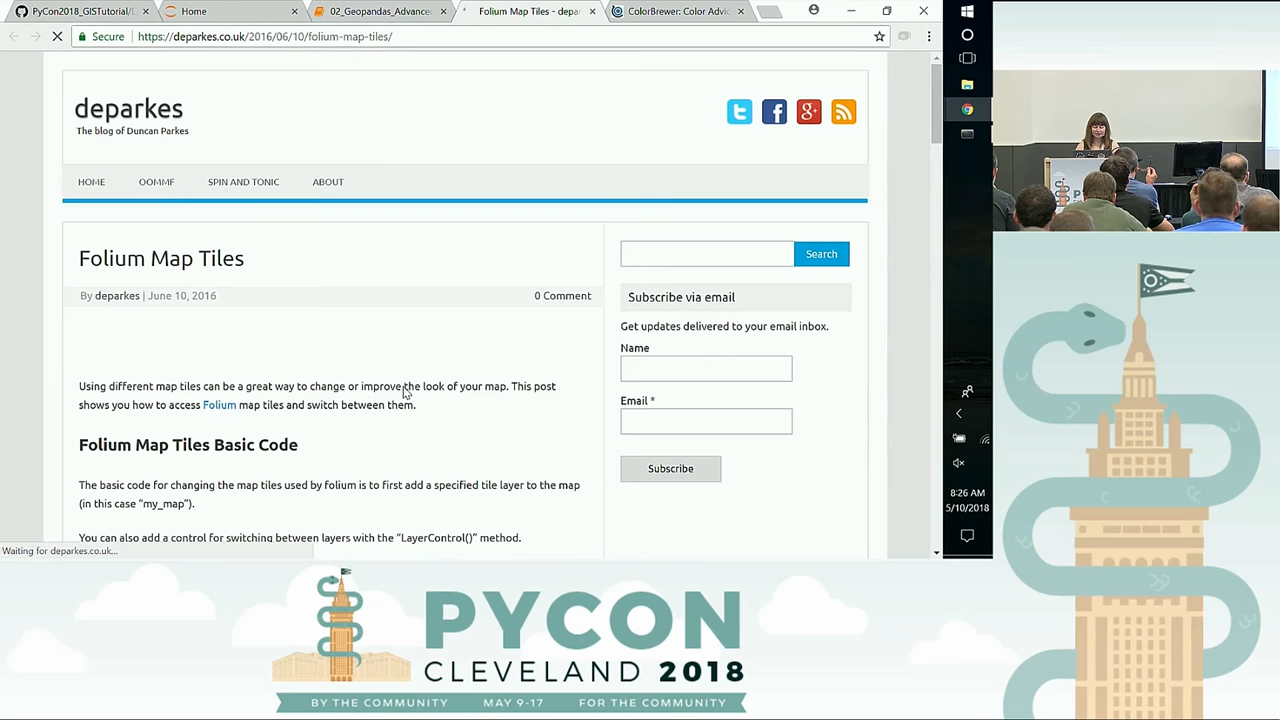 PyCon2018_GISTutorial/
Home
02_Geopandas_Advanced
Folium Map Tiles - depar
ColorBrewer: Color Advic
Secure
https://deparkes.co.uk/2016/06/10/folium-map-tiles/
deparkes
The blog of Duncan Parkes
HOME
OOMMF
SPIN AND TONIC
ABOUT
Folium Map Tiles
By deparkes | June 10, 2016
0 Comment
Using different map tiles can be a great way to change or improve the look of your map. This post
shows you how to access Folium map tiles and switch between them.
Folium Map Tiles Basic Code
The basic code for changing the map tiles used by folium is to first add a specified tile layer to the map
(in this case “my_map”).
You can also add a control for switching between layers with the “LayerControl()” method.
Waiting for deparkes.co.uk...
Search
Subscribe via email
Get updates delivered to your email inbox.
Name
Email *
Subscribe
8:26 AM
5/10/2018
PYCON
CLEVELAND 2018
BY THE COMMUNITY MAY 9-17 FOR THE COMMUNITY